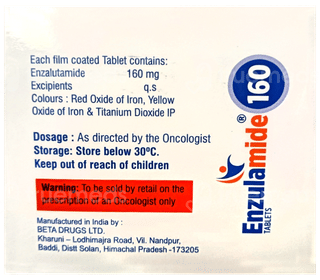 Each film coated Tablet contains:
Enzalutamide 160 mg
Excipients q.s
Colours : Red Oxide of Iron, Yellow
Oxide of Iron & Titanium Dioxide IP
Dosage : As directed by the Oncologist
Storage: Store below 30ºC.
Keep out of reach of children
Warning: To be sold by retail on the
prescription of an Oncologist only
Manufactured in India by :
BETA DRUGS LTD.
Kharuni – Lodhimajra Road, Vil. Nandpur,
Baddi, Distt Solan, Himachal Pradesh -173205
Enzulamide® 160
TABLETS